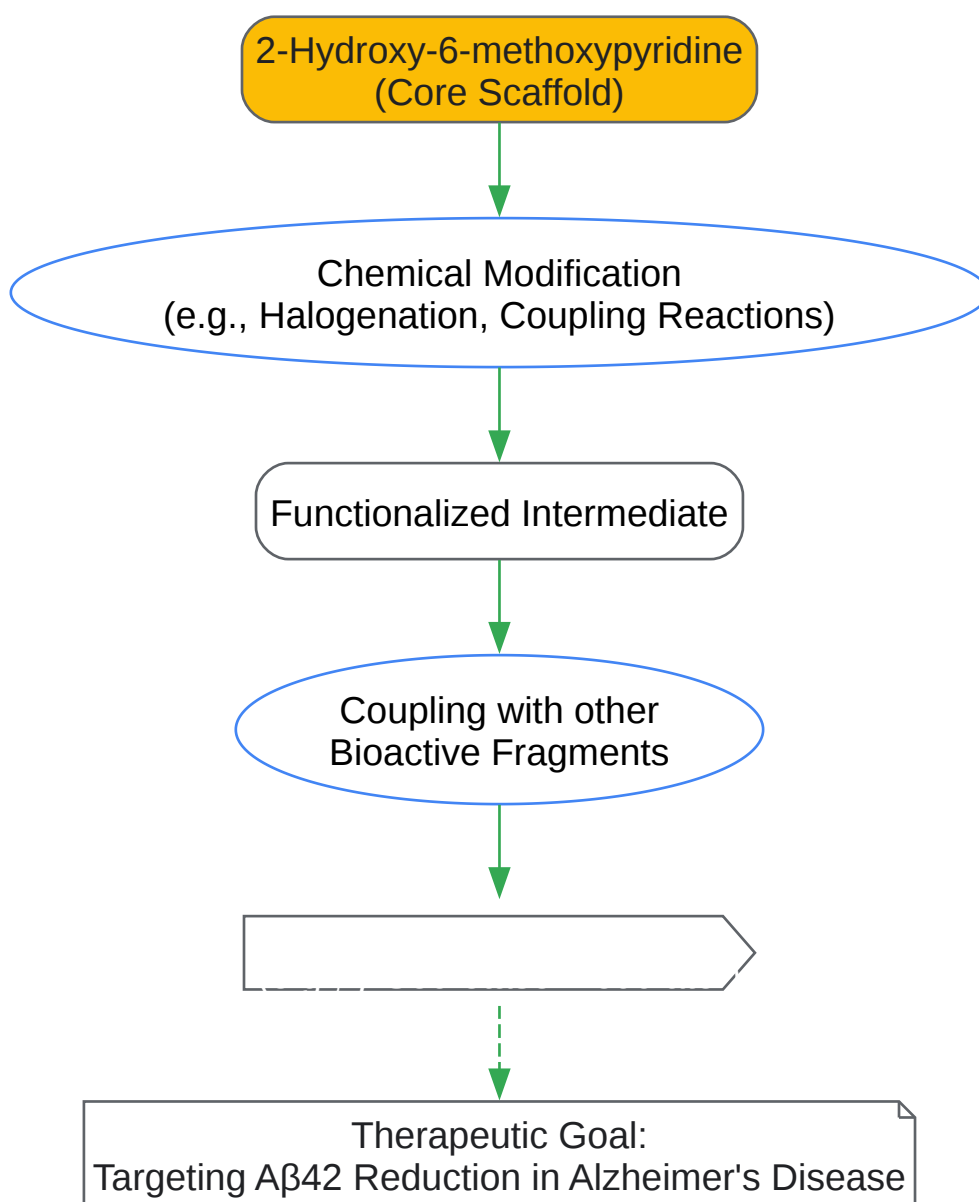 2-Hydroxy-6-methoxypyridine
(Core Scaffold)
Chemical Modification
(e.g., Halogenation, Coupling Reactions)
Functionalized Intermediate
Coupling with other
Bioactive Fragments
Therapeutic Goal:
Targeting Aβ42 Reduction in Alzheimer's Disease